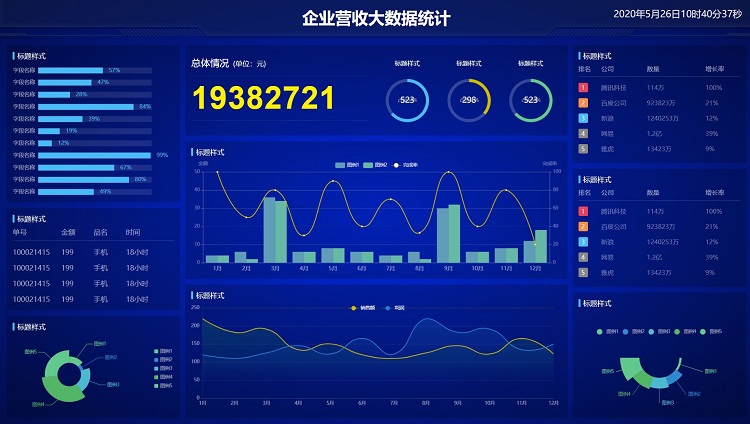 企业营收大数据统计
2020年5月26日10时40分37秒
标题样式
字段名称 57%
字段名称 47%
字段名称 28%
字段名称 84%
字段名称 39%
字段名称 19%
字段名称 12%
字段名称 99%
字段名称 67%
字段名称 80%
字段名称 49%
标题样式
单号 金额 品名 时间
100021415 199 手机 18小时
100021415 199 手机 18小时
100021415 199 手机 18小时
100021415 199 手机 18小时
标题样式
图例1
图例2
图例3
图例4
图例5
图例1
图例2
图例3
图例4
图例5
总体情况 (单位：元)
19382721
标题样式 标题样式 标题样式
523 298 523
标题样式
金额 图例1 图例2 完成率 完成率
50 100
40 80
30 60
20 40
10 20
0 0
1月 2月 3月 4月 5月 6月 7月 8月 9月 10月 11月 12月
标题样式
销售额 利润
250
200
150
100
50
0
1月 2月 3月 4月 5月 6月 7月 8月 9月 10月 11月 12月
标题样式
排名 公司 数量 增长率
1 腾讯科技 114万 100%
2 百度公司 923823万 21%
3 新浪 1240253万 12%
4 网易 1.2亿 39%
5 雅虎 13423万 9%
标题样式
排名 公司 数量 增长率
1 腾讯科技 114万 100%
2 百度公司 923823万 21%
3 新浪 1240253万 12%
4 网易 1.2亿 39%
5 雅虎 13423万 9%
标题样式
图例1 图例2 图例3 图例4 图例5
图例5
图例1
图例4
图例2
图例3